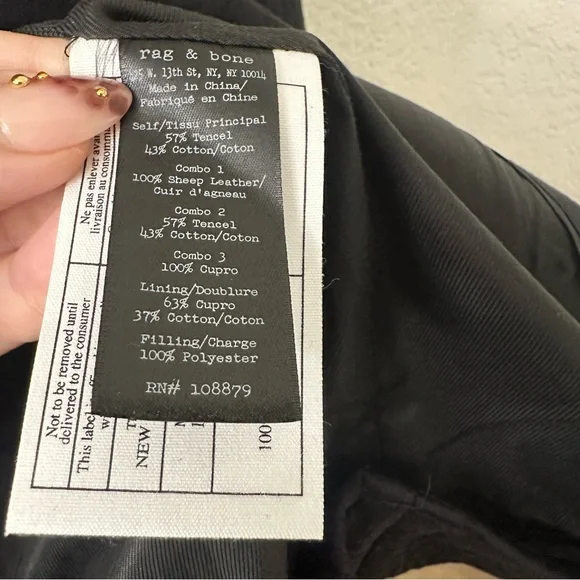 rag & bone
W. 13th St, NY, NY 10014
Made in China/
Fabriqué en Chine
Self/Tissu Principal
57% Tencel
43% Cotton/Coton
Combo 1
100% Sheep Leather/
Cuir d'agneau
Combo 2
57% Tencel
43% Cotton/Coton
Combo 3
100% Cupro
Lining/Doublure
63% Cupro
37% Cotton/Coton
Filling/Charge
100% Polyester
RN# 108879
Ne pas enlever
livraison au
Not to be removed until
delivered to the consumer
This label
NEW
100